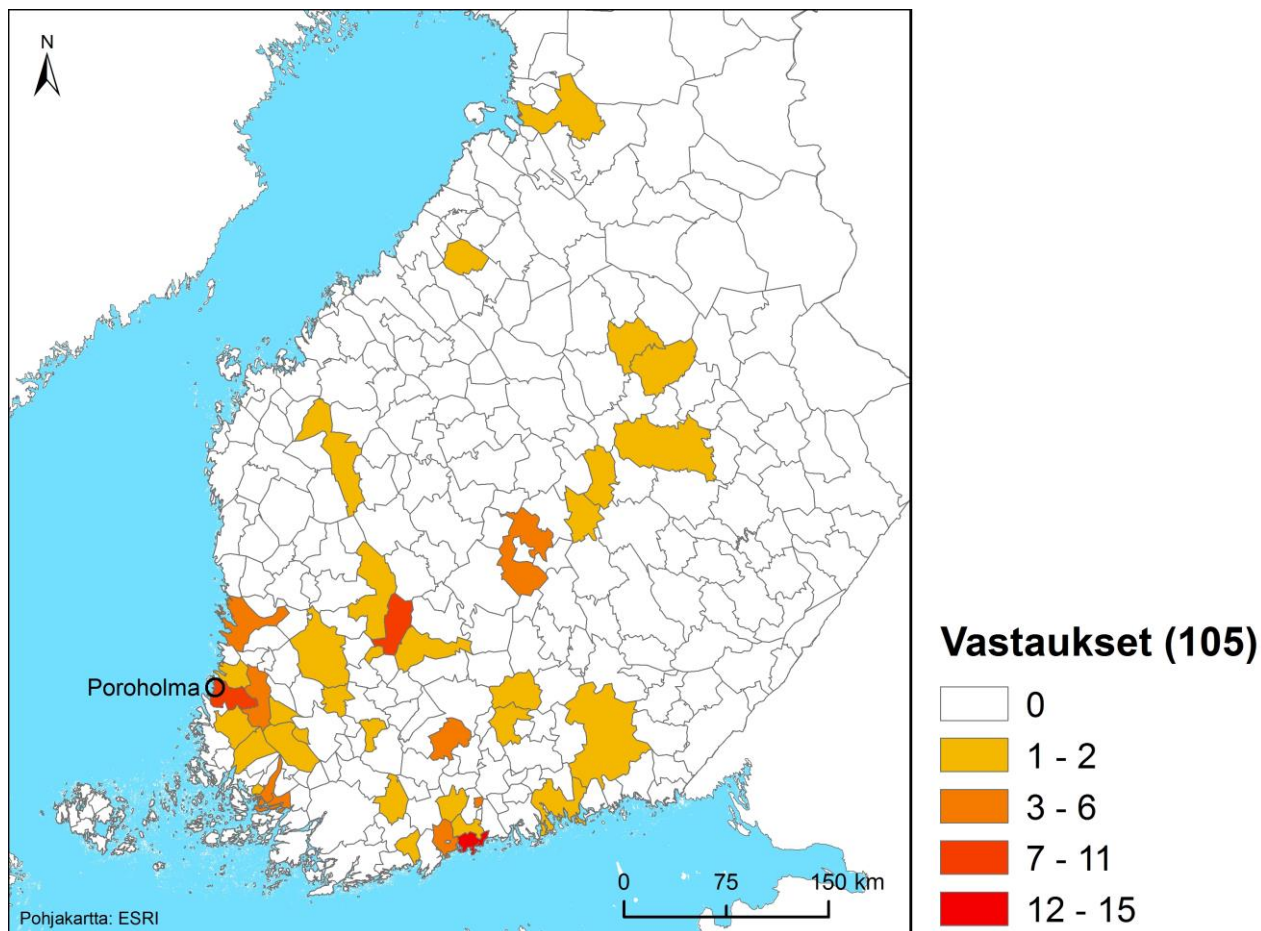 N
Poroholma
0 75 150 km
Pohjakartta: ESRI
Vastaukset (105)
0
1 - 2
3 - 6
7 - 11
12 - 15